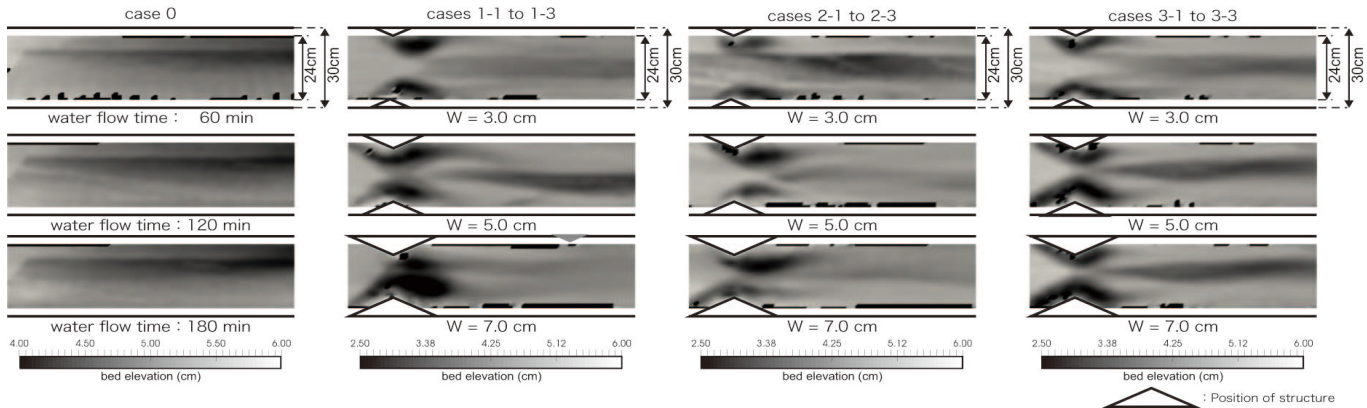 case 0
cases 1-1 to 1-3
cases 2-1 to 2-3
cases 3-1 to 3-3
24cm
30cm
24cm
30cm
24cm
30cm
24cm
30cm
water flow time : 60 min
W = 3.0 cm
W = 3.0 cm
W = 3.0 cm
water flow time : 120 min
W = 5.0 cm
W = 5.0 cm
W = 5.0 cm
water flow time : 180 min
W = 7.0 cm
W = 7.0 cm
W = 7.0 cm
4.00 4.50 5.00 5.50 6.00
2.50 3.38 4.25 5.12 6.00
2.50 3.38 4.25 5.12 6.00
2.50 3.38 4.25 5.12 6.00
bed elevation (cm)
bed elevation (cm)
bed elevation (cm)
bed elevation (cm)
: Position of structure